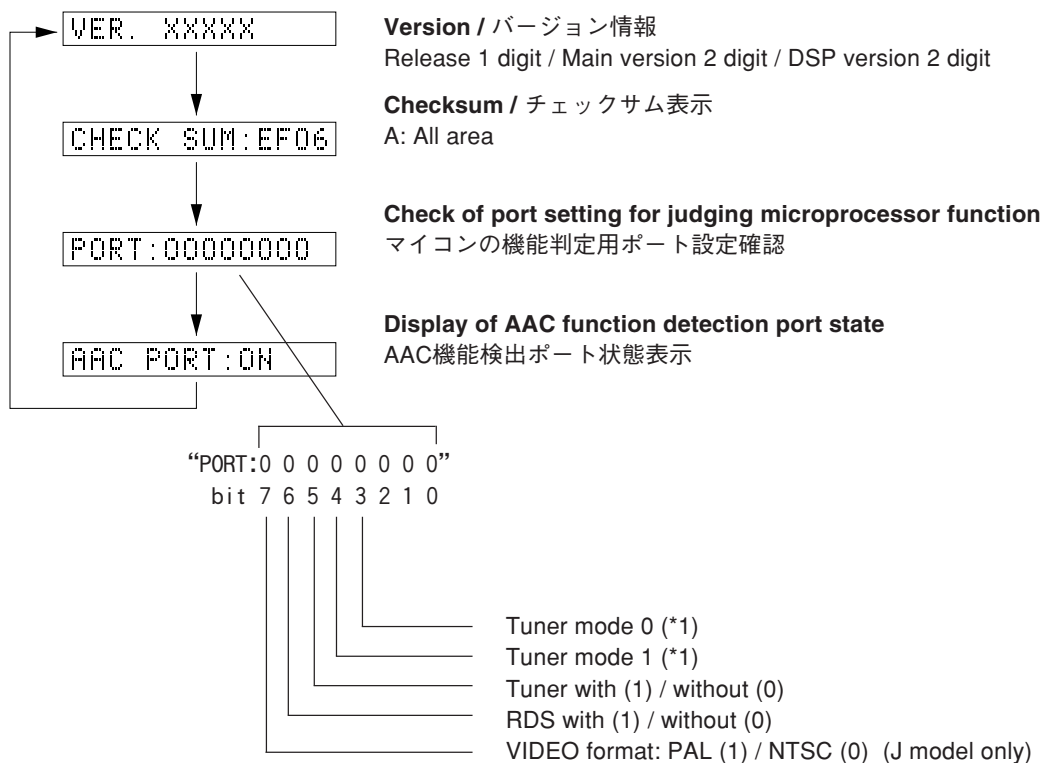 VER. XXXXX
Version / バージョン情報
Release 1 digit / Main version 2 digit / DSP version 2 digit
CHECK SUM:EF06
Checksum / チェックサム表示
A: All area
PORT:00000000
Check of port setting for judging microprocessor function
マイコンの機能判定用ポート設定確認
AAC PORT:ON
Display of AAC function detection port state
AAC機能検出ポート状態表示
“PORT:0 0 0 0 0 0 0 0”
bit 7 6 5 4 3 2 1 0
Tuner mode 0 (*1)
Tuner mode 1 (*1)
Tuner with (1) / without (0)
RDS with (1) / without (0)
VIDEO format: PAL (1) / NTSC (0) (J model only)